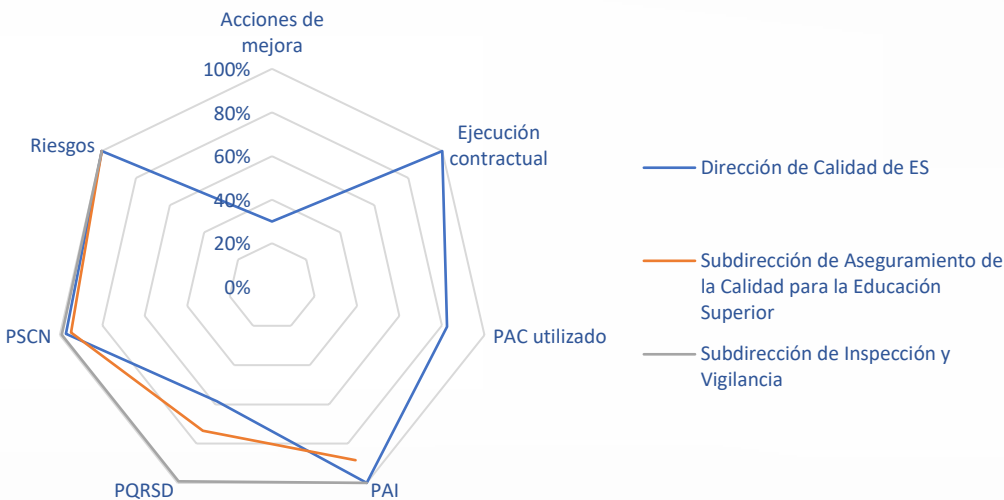 Acciones de
mejora
100%
80%
60%
40%
20%
0%
Ejecución
contractual
PAC utilizado
PAI
PQRSD
PSCN
Riesgos
Dirección de Calidad de ES
Subdirección de Aseguramiento de
la Calidad para la Educación
Superior
Subdirección de Inspección y
Vigilancia